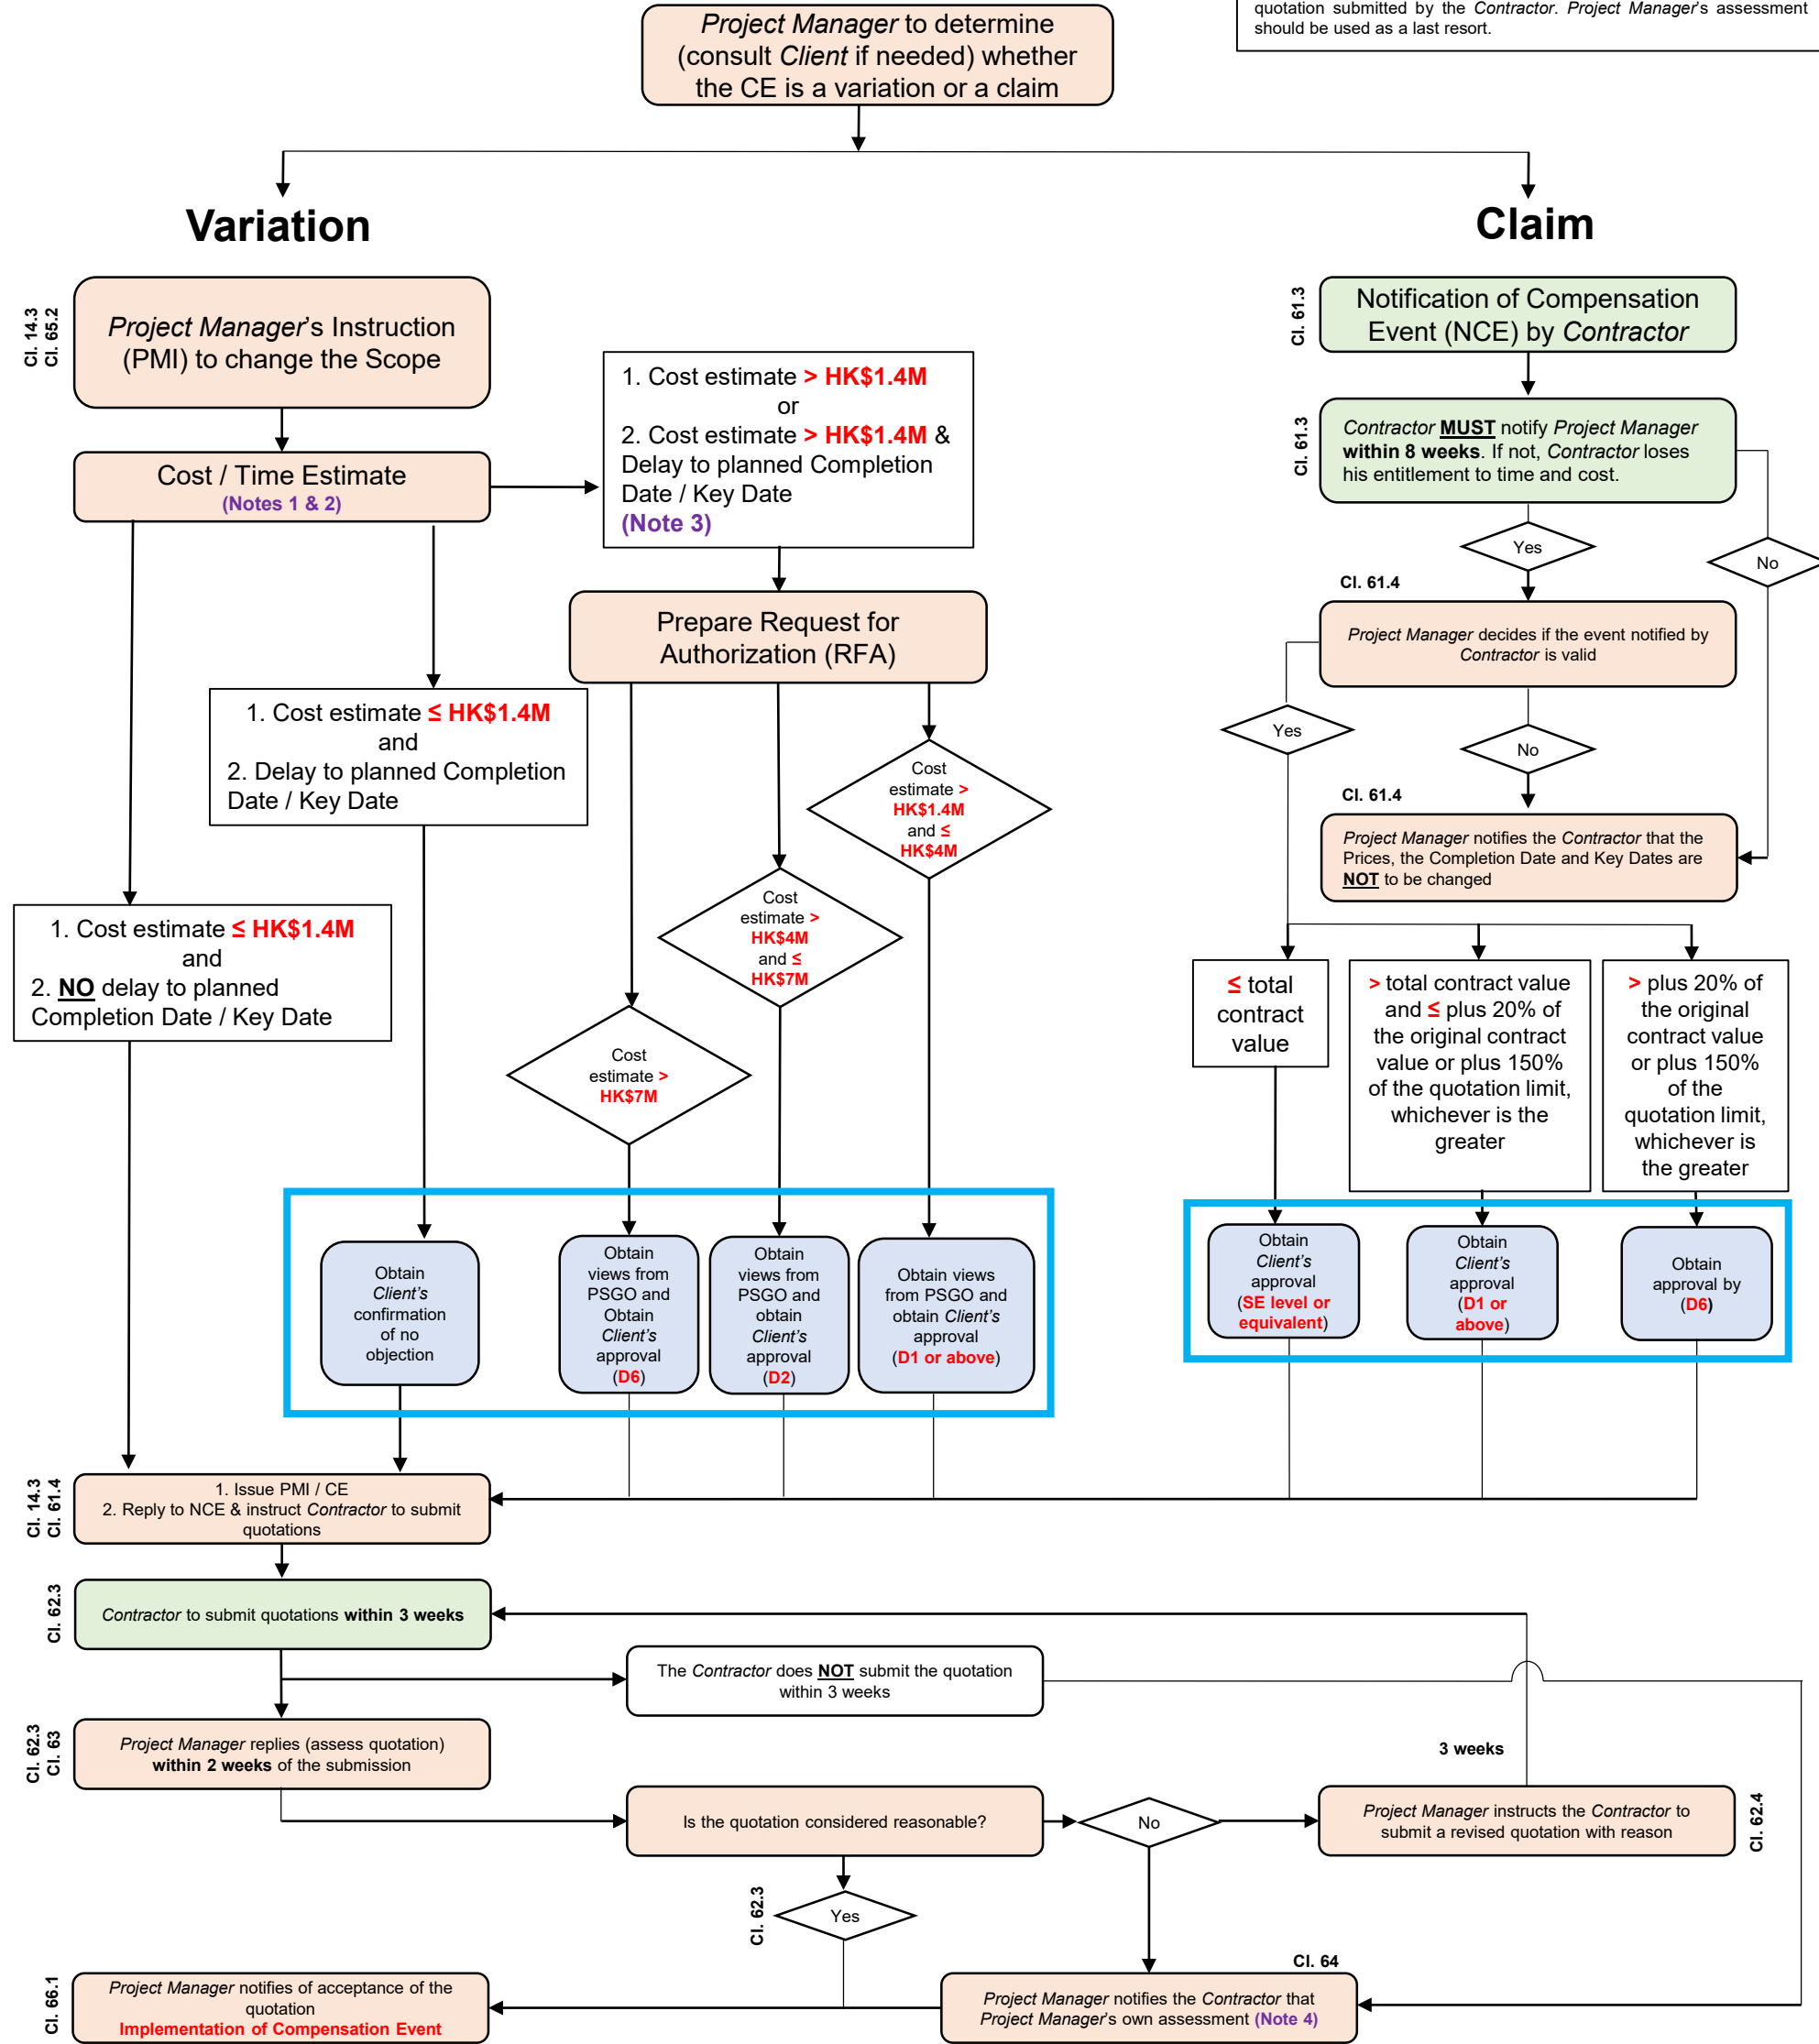 quotation submitted by the Contractor. Project Manager's assessment
should be used as a last resort.
Project Manager to determine
(consult Client if needed) whether
the CE is a variation or a claim
Variation
Claim
Cl. 14.3
Cl. 65.2
Project Manager's Instruction
(PMI) to change the Scope
Cost / Time Estimate
(Notes 1 & 2)
1. Cost estimate > HK$1.4M
or
2. Cost estimate > HK$1.4M &
Delay to planned Completion
Date / Key Date
(Note 3)
Prepare Request for
Authorization (RFA)
1. Cost estimate ≤ HK$1.4M
and
2. Delay to planned Completion
Date / Key Date
1. Cost estimate ≤ HK$1.4M
and
2. NO delay to planned
Completion Date / Key Date
Cost
estimate >
HK$1.4M
and ≤
HK$4M
Cost
estimate >
HK$4M
and ≤
HK$7M
Cost
estimate >
HK$7M
Obtain
Client's
confirmation
of no
objection
Obtain
views from
PSGO and
Obtain
Client's
approval
(D6)
Obtain
views from
PSGO and
obtain
Client's
approval
(D2)
Obtain views
from PSGO and
obtain Client's
approval
(D1 or above)
Cl. 61.3
Notification of Compensation
Event (NCE) by Contractor
Cl. 61.3
Contractor MUST notify Project Manager
within 8 weeks. If not, Contractor loses
his entitlement to time and cost.
Yes
No
Cl. 61.4
Project Manager decides if the event notified by
Contractor is valid
Yes
No
Cl. 61.4
Project Manager notifies the Contractor that the
Prices, the Completion Date and Key Dates are
NOT to be changed
≤ total
contract
value
> total contract value
and ≤ plus 20% of
the original contract
value or plus 150%
of the quotation limit,
whichever is the
greater
> plus 20% of
the original
contract value
or plus 150%
of the
quotation limit,
whichever is
the greater
Obtain
Client's
approval
(SE level or
equivalent)
Obtain
Client's
approval
(D1 or
above)
Obtain
approval by
(D6)
Cl. 14.3
Cl. 61.4
1. Issue PMI / CE
2. Reply to NCE & instruct Contractor to submit
quotations
Cl. 62.3
Contractor to submit quotations within 3 weeks
The Contractor does NOT submit the quotation
within 3 weeks
Cl. 62.3
Cl. 63
Project Manager replies (assess quotation)
within 2 weeks of the submission
3 weeks
Is the quotation considered reasonable?
No
Project Manager instructs the Contractor to
submit a revised quotation with reason
Cl. 62.4
Cl. 62.3
Yes
Cl. 64
Cl. 66.1
Project Manager notifies of acceptance of the
quotation
Implementation of Compensation Event
Project Manager notifies the Contractor that
Project Manager's own assessment (Note 4)